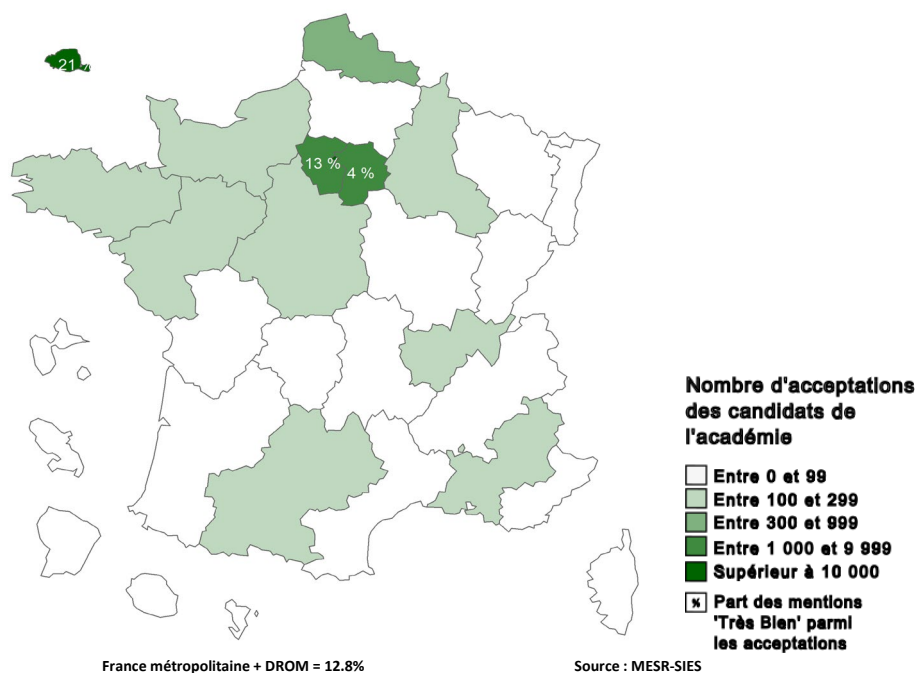 21 %
13 %
4 %
Nombre d'acceptations
des candidats de
l'académie
Entre 0 et 99
Entre 100 et 299
Entre 300 et 999
Entre 1 000 et 9 999
Supérieur à 10 000
% Part des mentions
'Très Bien' parmi
les acceptations
France métropolitaine + DROM = 12.8%
Source : MESR-SIES